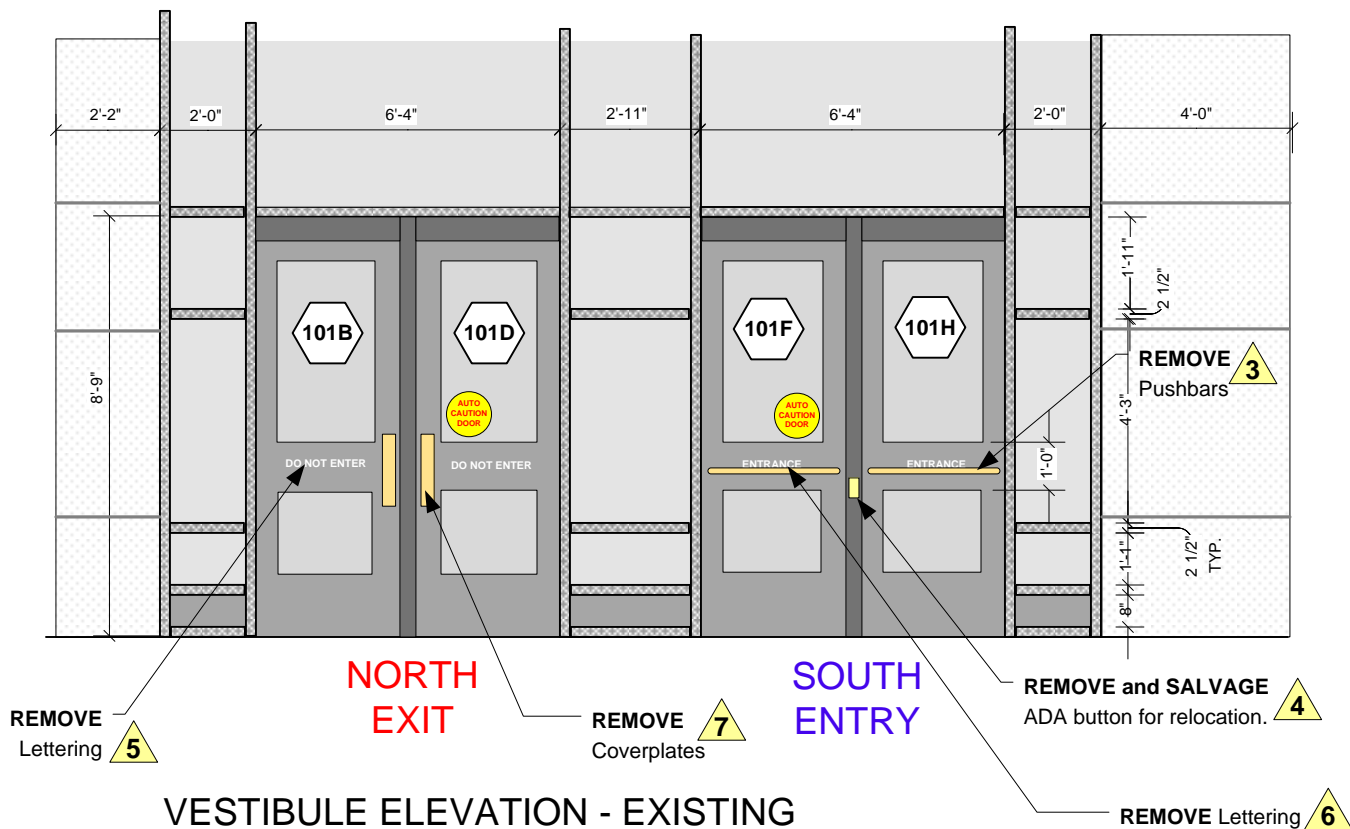 2'-2"
2'-0"
6'-4"
2'-11"
6'-4"
2'-0"
4'-0"
8'-9"
1'-11"
2 1/2"
4'-3"
1'-0"
2 1/2"
TYP.
1'-1"
8"
101B
101D
101F
101H
AUTO
CAUTION
DOOR
AUTO
CAUTION
DOOR
DO NOT ENTER
DO NOT ENTER
ENTRANCE
ENTRANCE
REMOVE 3
Pushbars
NORTH
EXIT
SOUTH
ENTRY
REMOVE and SALVAGE
ADA button for relocation. 4
REMOVE
Lettering 5
REMOVE 7
Coverplates
REMOVE Lettering 6
VESTIBULE ELEVATION - EXISTING